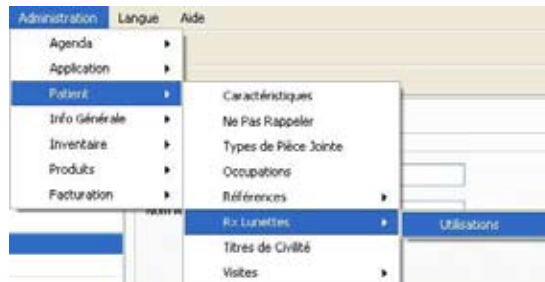 Administration Langue Aide
Agenda
Application
Patient
Info Générale
Inventaire
Produits
Facturation
Caractéristiques
Ne Pas Rappeler
Types de Pièce Jointe
Occupations
Références
Rx Lunettes
Titres de Civilité
Visites
Utilisations